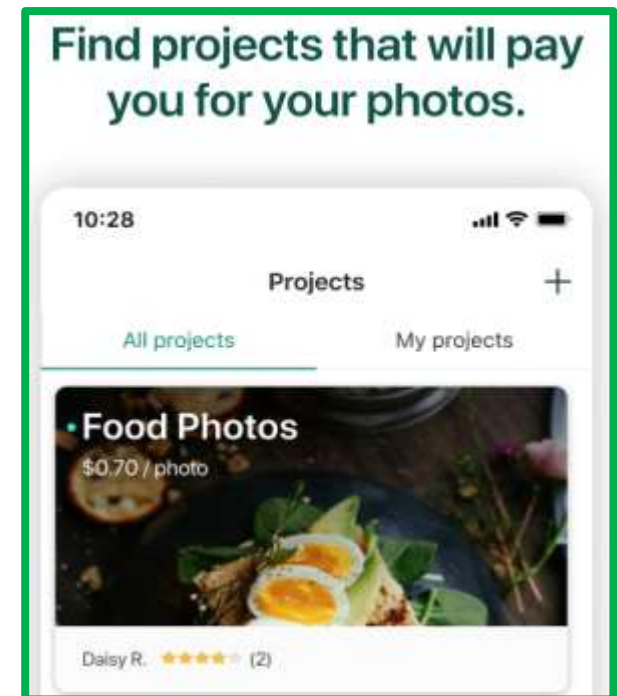 Find projects that will pay
you for your photos.
10:28
Projects
+
All projects
My projects
Food Photos
$0.70 / photo
Daisy R.
(2)